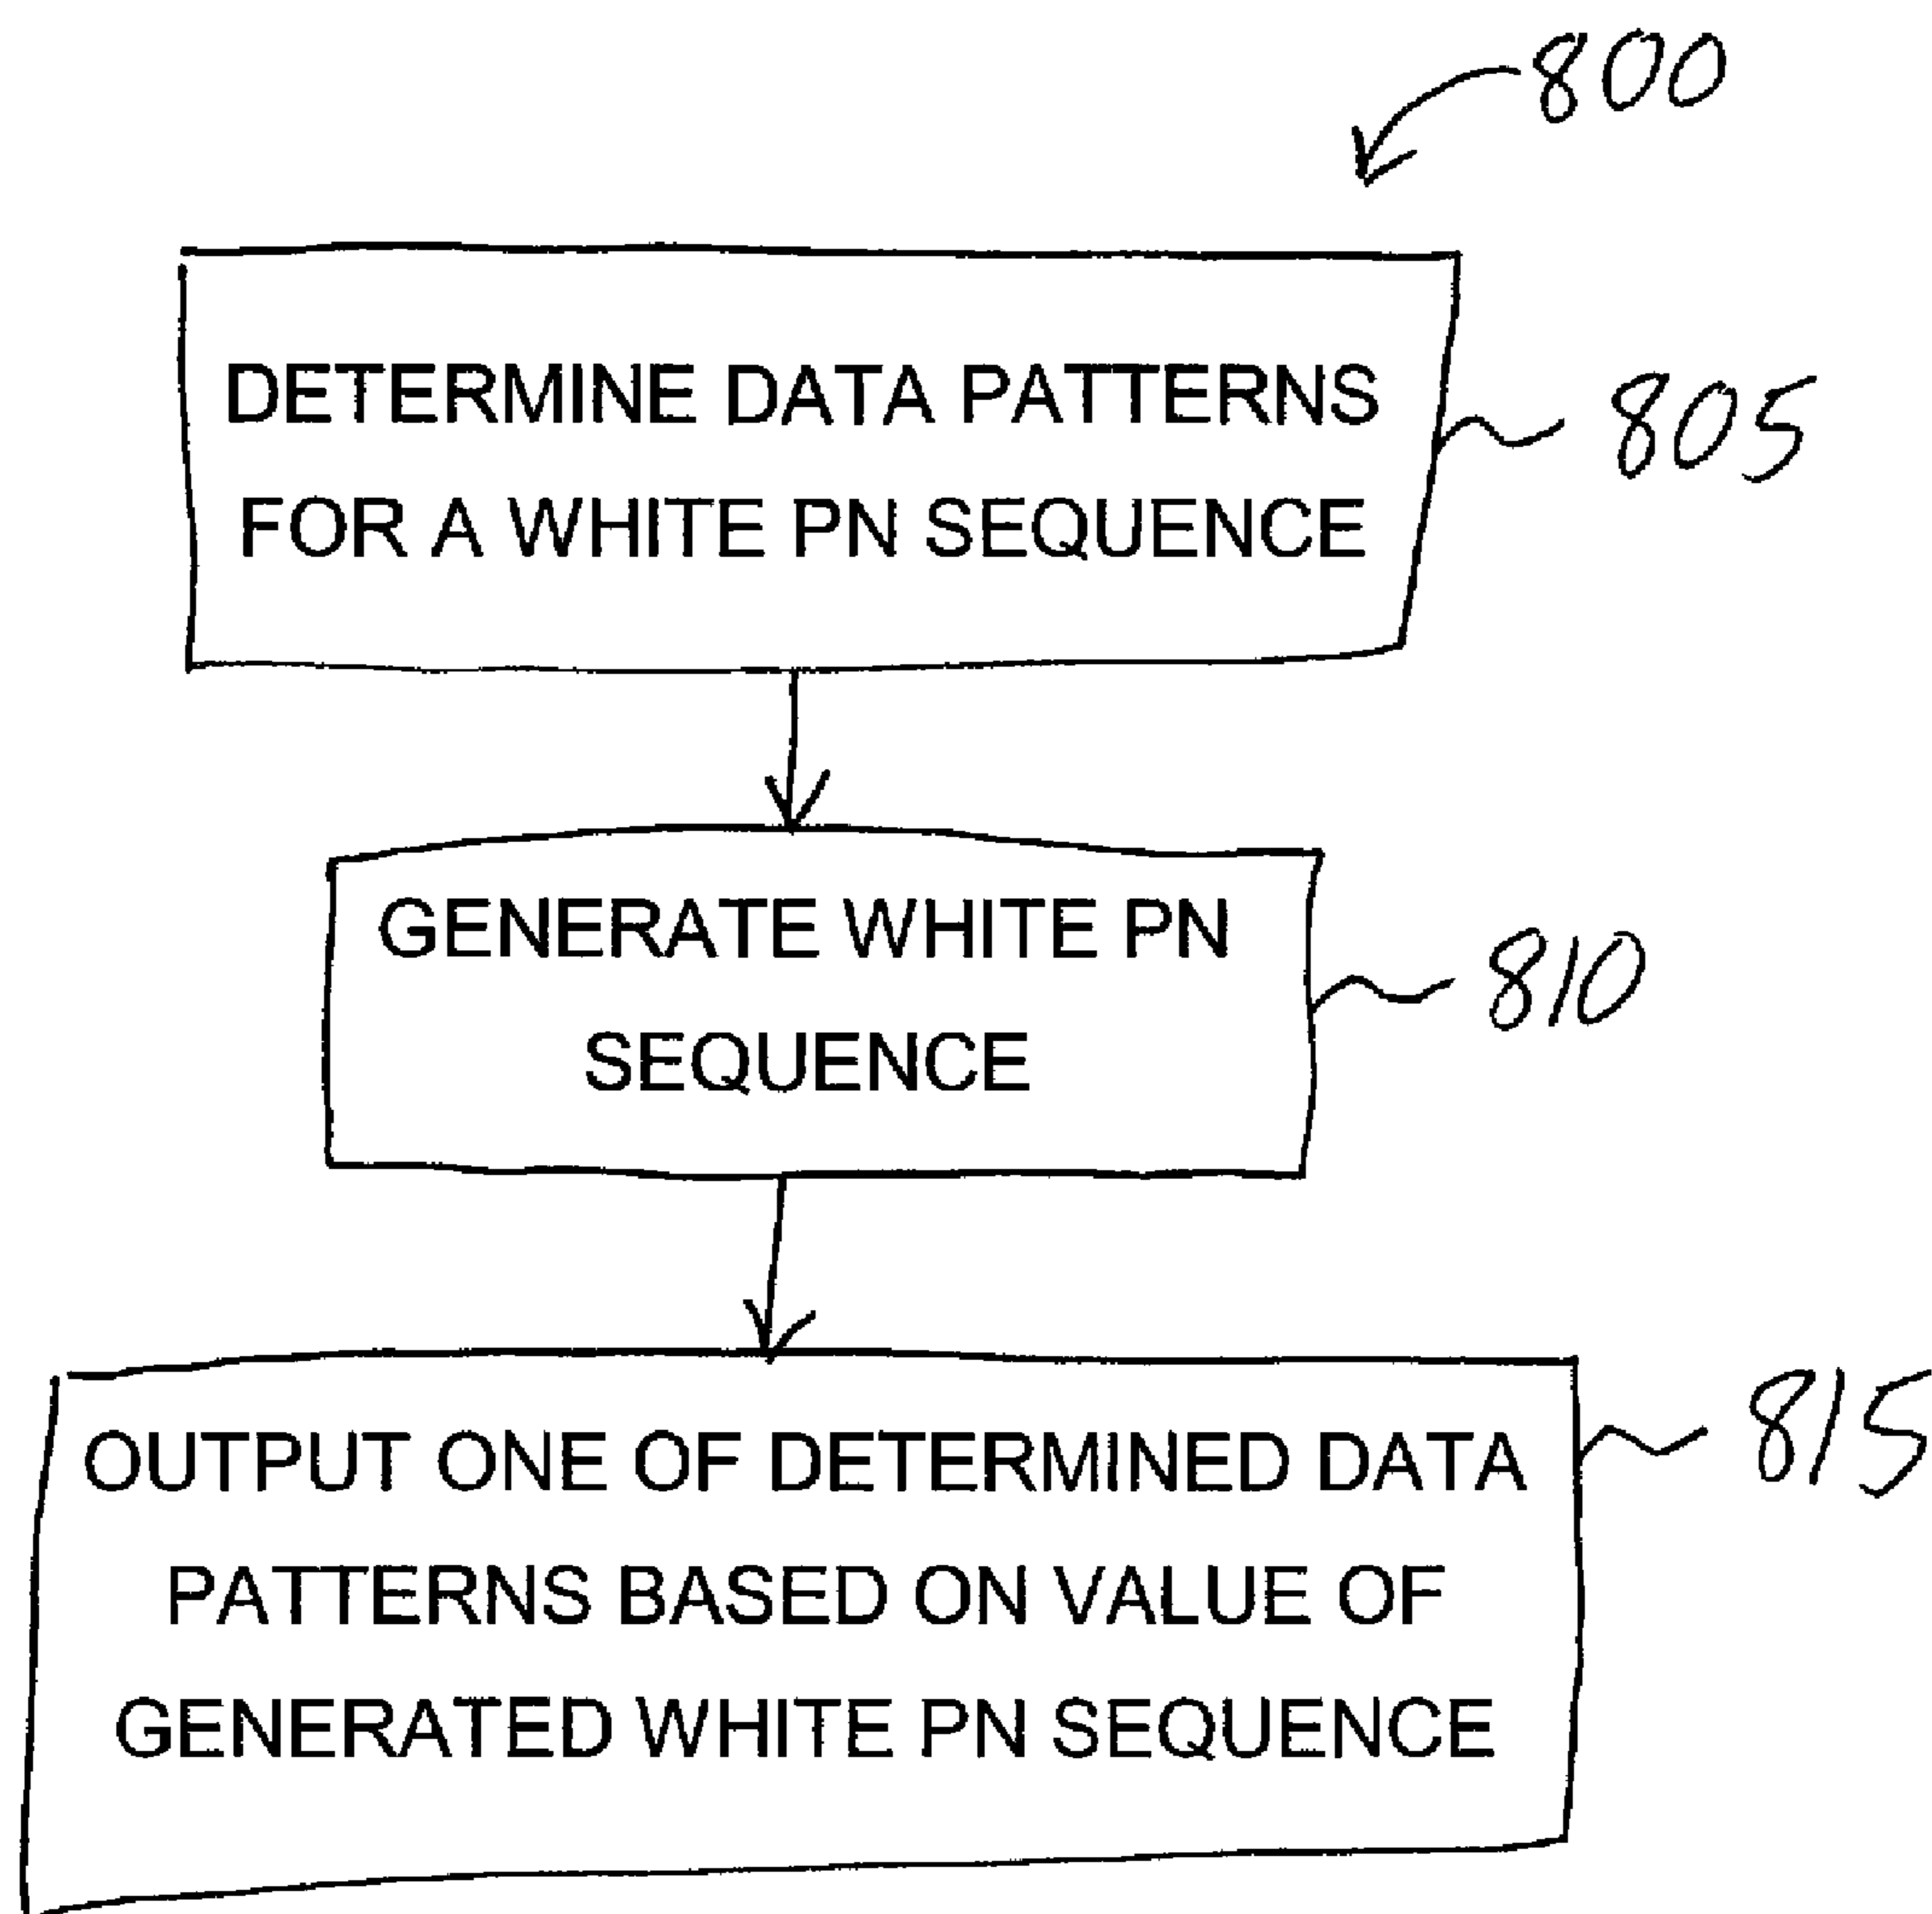 800
DETERMINE DATA PATTERNS
FOR A WHITE PN SEQUENCE
805
GENERATE WHITE PN
SEQUENCE
810
OUTPUT ONE OF DETERMINED DATA
PATTERNS BASED ON VALUE OF
GENERATED WHITE PN SEQUENCE
815